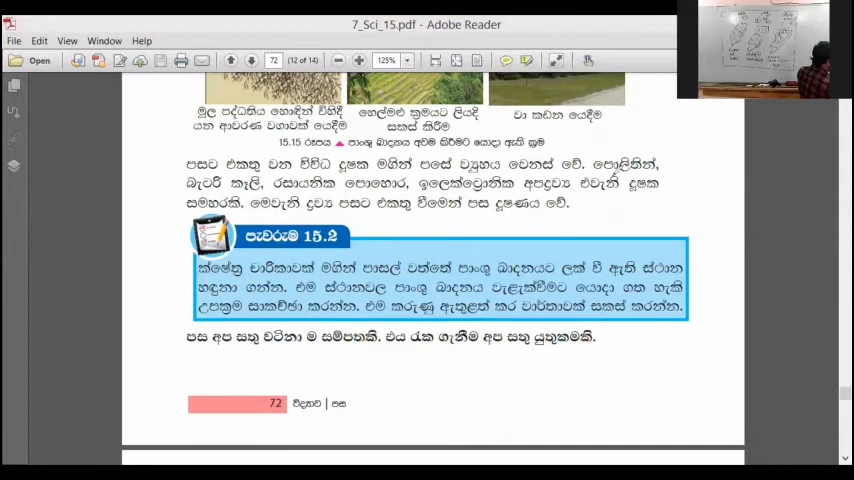 7_Sci_15.pdf - Adobe Reader
File Edit View Window Help
Open 72 (12 of 14) 125%
මූල පද්ධතිය හොඳින් විහිදී හෙල්මළු ක්‍රමයට ලියදි වා කඩන යෙදීම
යන ආවරණ වගාවක් යෙදීම සකස් කිරීම
15.15 රූපය ▲ පාංශු ඛාදනය අවම කිරීමට යොදා ඇති ක්‍රම
පසට එකතු වන විවිධ දූෂක මගින් පසේ ව්‍යුහය වෙනස් වේ. පොලිතින්,
බැටරි කෑලි, රසායනික පොහොර, ඉලෙක්ට්‍රොනික අපද්‍රව්‍ය එවැනි දූෂක
සමහරකි. මෙවැනි ද්‍රව්‍ය පසට එකතු වීමෙන් පස දූෂණය වේ.
පැවරුම 15.2
ක්ෂේත්‍ර චාරිකාවක් මගින් පාසල් වත්තේ පාංශු ඛාදනයට ලක් වී ඇති ස්ථාන
හඳුනා ගන්න. එම ස්ථානවල පාංශු ඛාදනය වැළැක්වීමට යොදා ගත හැකි
උපක්‍රම සාකච්ඡා කරන්න. එම කරුණු ඇතුළත් කර වාර්තාවක් සකස් කරන්න.
පස අප සතු වටිනා ම සම්පතකි. එය රැක ගැනීම අප සතු යුතුකමකි.
72 විද්‍යාව | පස